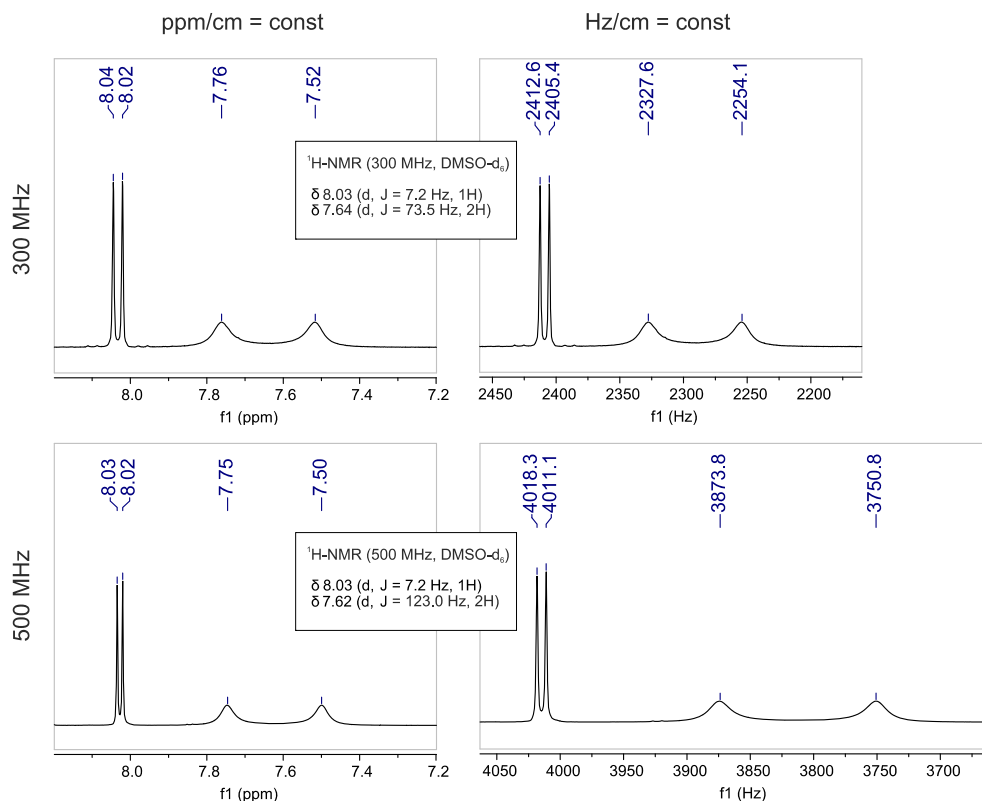 ppm/cm = const
Hz/cm = const
300 MHz
8.04
8.02
7.76
7.52
2412.6
2405.4
2327.6
2254.1
¹H-NMR (300 MHz, DMSO-d₆)
δ 8.03 (d, J = 7.2 Hz, 1H)
δ 7.64 (d, J = 73.5 Hz, 2H)
8.0 7.8 7.6 7.4 7.2
f1 (ppm)
2450 2400 2350 2300 2250 2200
f1 (Hz)
500 MHz
8.03
8.02
7.75
7.50
4018.3
4011.1
3873.8
3750.8
¹H-NMR (500 MHz, DMSO-d₆)
δ 8.03 (d, J = 7.2 Hz, 1H)
δ 7.62 (d, J = 123.0 Hz, 2H)
8.0 7.8 7.6 7.4 7.2
f1 (ppm)
4050 4000 3950 3900 3850 3800 3750 3700
f1 (Hz)